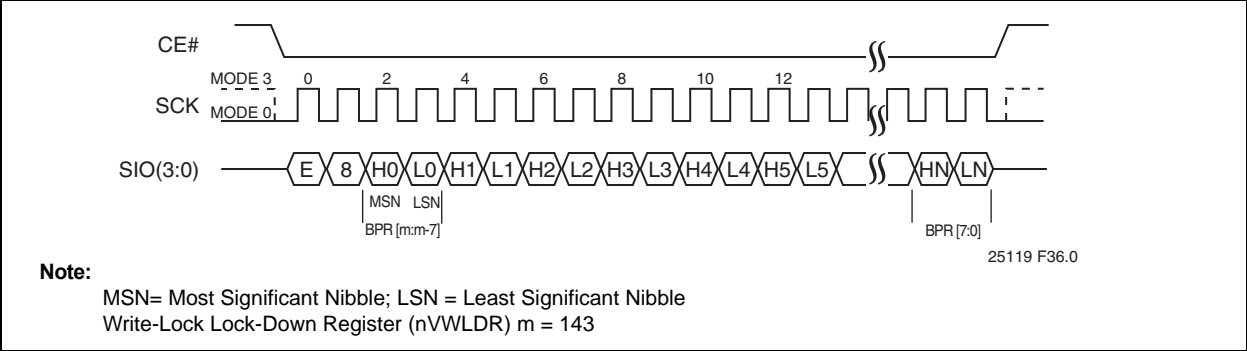 CE#
MODE 3 0 2 4 6 8 10 12
SCK
MODE 0
SIO(3:0) E 8 H0 L0 H1 L1 H2 L2 H3 L3 H4 L4 H5 L5 HN LN
MSN LSN
BPR [m:m-7] BPR [7:0]
25119 F36.0
Note:
MSN= Most Significant Nibble; LSN = Least Significant Nibble
Write-Lock Lock-Down Register (nVWLDR) m = 143